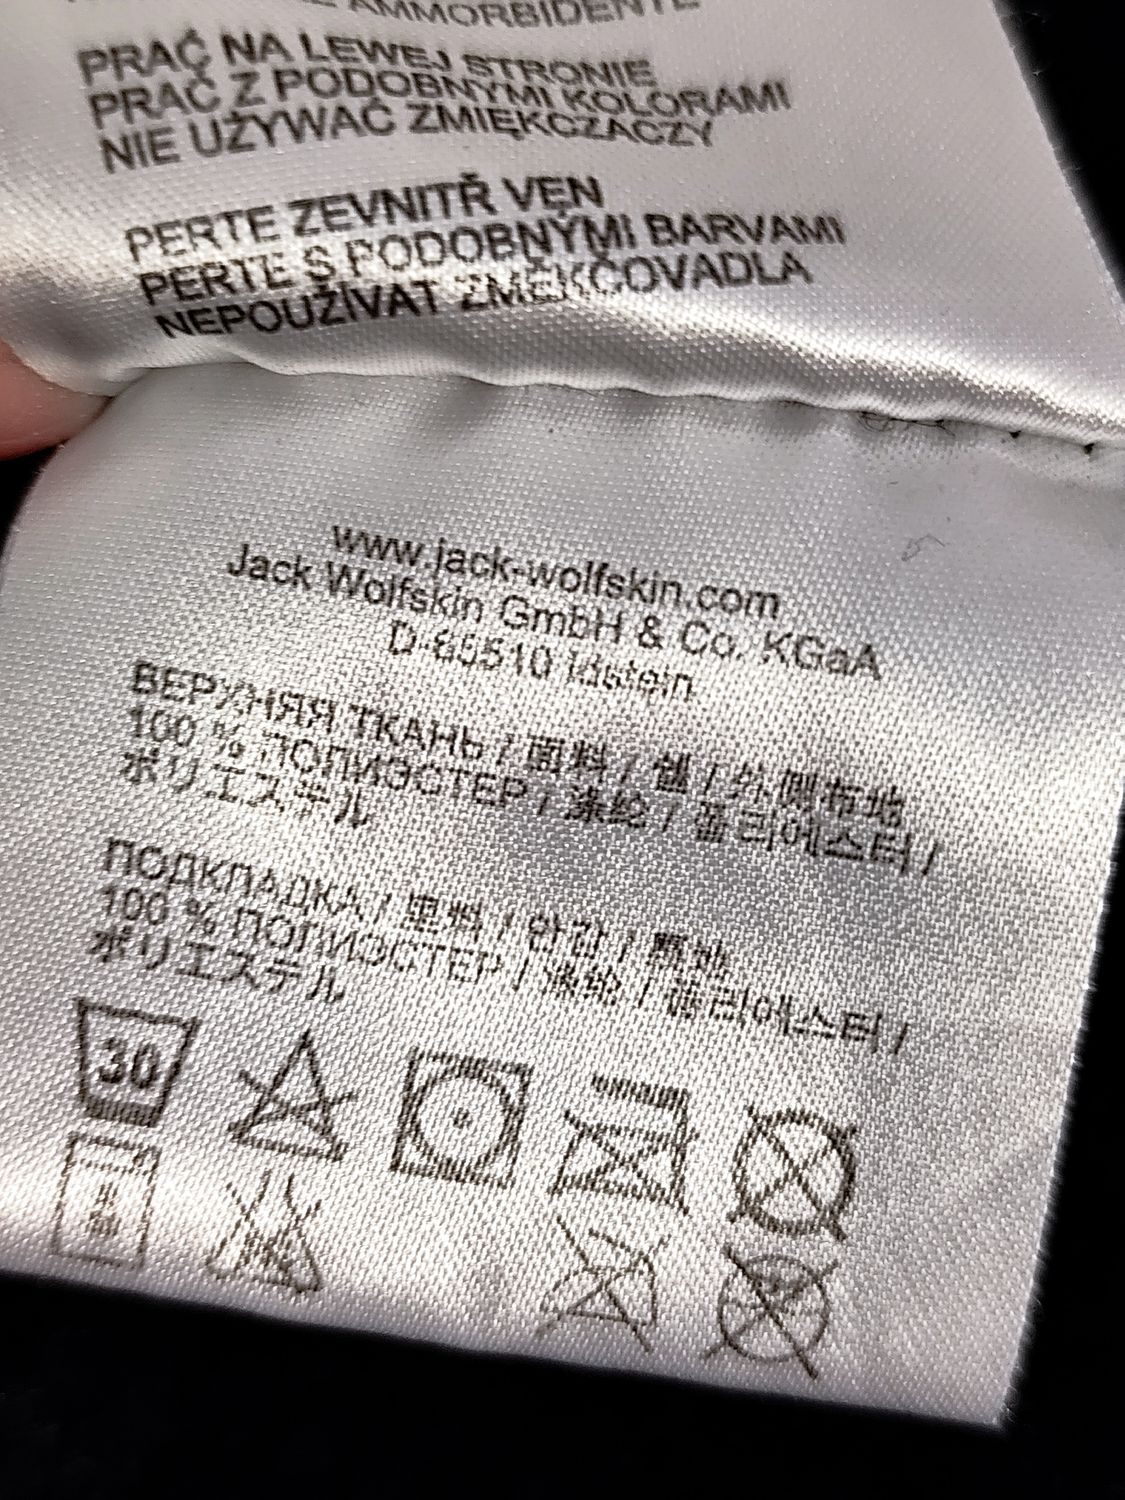 AMMORBIDENTE
PRAĆ NA LEWEJ STRONIE
PRAĆ Z PODOBNYMI KOLORAMI
NIE UŻYWAĆ ZMIĘKCZACZY
PERTE ZEVNITŘ VEN
PERTE S PODOBNÝMI BARVAMI
NEPOUŽÍVAT ZMĚKČOVADLA
www.jack-wolfskin.com
Jack Wolfskin GmbH & Co. KGaA
D-65510 Idstein
ВЕРХНЯЯ ТКАНЬ / 面料 / 쉘 / 外側布地
100 % ПОЛИЭСТЕР / 涤纶 / 폴리에스터 /
ポリエステル
ПОДКЛАДКА / 里料 / 안감 / 裏地
100 % ПОЛИЭСТЕР / 涤纶 / 폴리에스터 /
ポリエステル
30